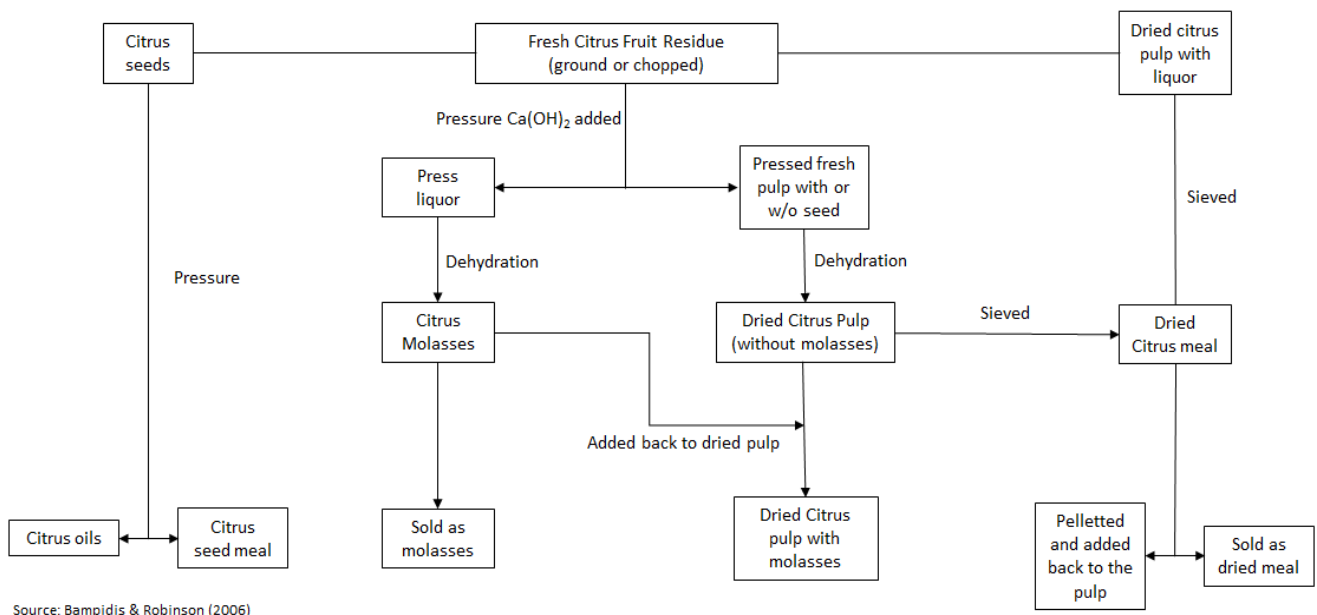 Citrus
seeds
Fresh Citrus Fruit Residue
(ground or chopped)
Dried citrus
pulp with
liquor
Pressure Ca(OH)₂ added
Press
liquor
Pressed fresh
pulp with or
w/o seed
Sieved
Pressure
Dehydration
Dehydration
Citrus
Molasses
Dried Citrus Pulp
(without molasses)
Sieved
Dried
Citrus meal
Added back to dried pulp
Citrus oils
Citrus
seed meal
Sold as
molasses
Dried Citrus
pulp with
molasses
Pelletted
and added
back to the
pulp
Sold as
dried meal
Source: Bampidis & Robinson (2006)